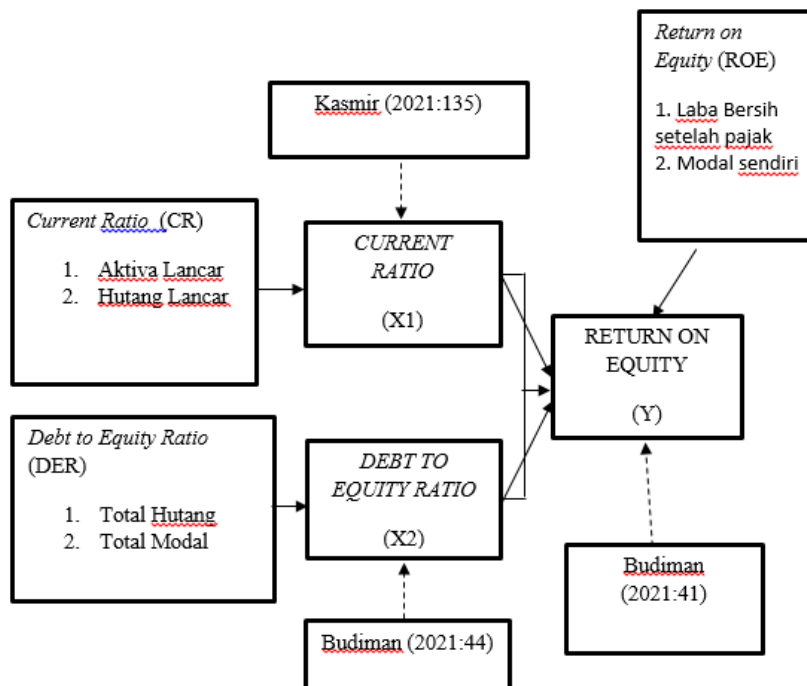 Return on
Equity (ROE)
1. Laba Bersih
setelah pajak
2. Modal sendiri
Kasmir (2021:135)
Current Ratio (CR)
1. Aktiva Lancar
2. Hutang Lancar
CURRENT
RATIO
(X1)
RETURN ON
EQUITY
(Y)
Debt to Equity Ratio
(DER)
1. Total Hutang
2. Total Modal
DEBT TO
EQUITY RATIO
(X2)
Budiman
(2021:41)
Budiman (2021:44)